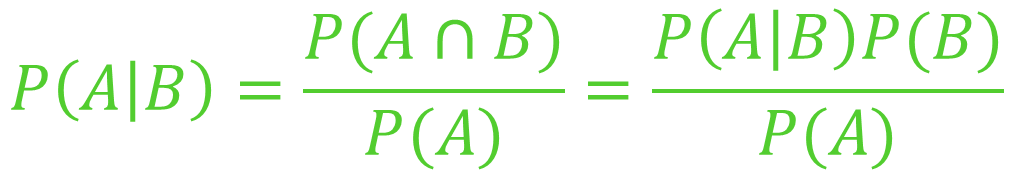 P(A|B) = P(A ∩ B) / P(A) = P(A|B)P(B) / P(A)